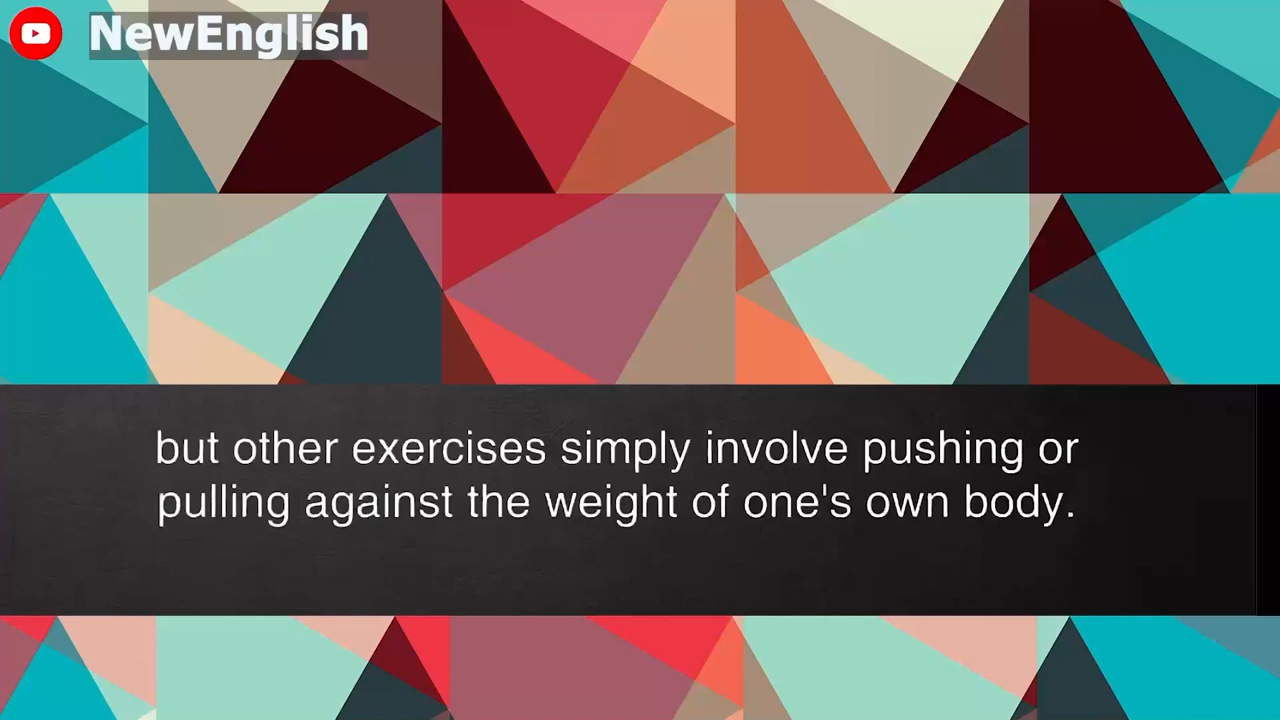 NewEnglish
but other exercises simply involve pushing or
pulling against the weight of one's own body.